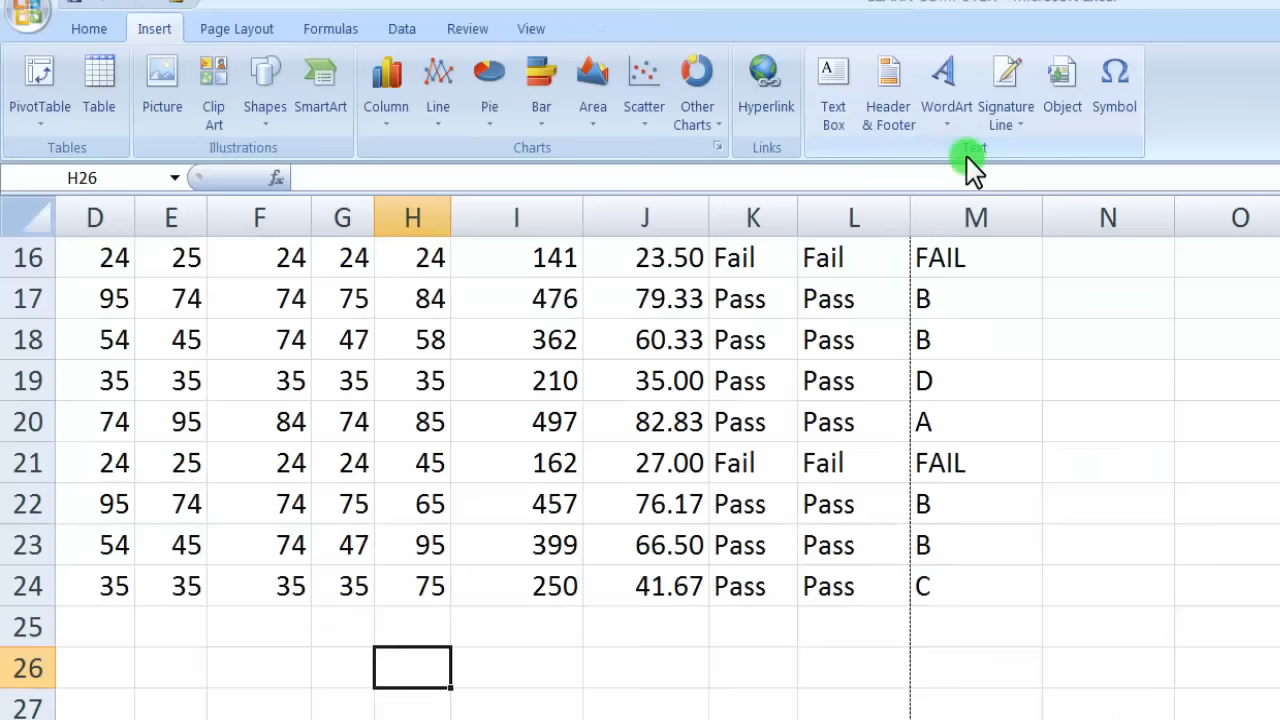 Home Insert Page Layout Formulas Data Review View
PivotTable Table Picture Clip Art Shapes SmartArt Column Line Pie Bar Area Scatter Other Charts Hyperlink Text Box Header & Footer WordArt Signature Line Object Symbol
Tables Illustrations Charts Links Text
H26 fx
D E F G H I J K L M N O
16 24 25 24 24 24 141 23.50 Fail Fail FAIL
17 95 74 74 75 84 476 79.33 Pass Pass B
18 54 45 74 47 58 362 60.33 Pass Pass B
19 35 35 35 35 35 210 35.00 Pass Pass D
20 74 95 84 74 85 497 82.83 Pass Pass A
21 24 25 24 24 45 162 27.00 Fail Fail FAIL
22 95 74 74 75 65 457 76.17 Pass Pass B
23 54 45 74 47 95 399 66.50 Pass Pass B
24 35 35 35 35 75 250 41.67 Pass Pass C
25
26
27